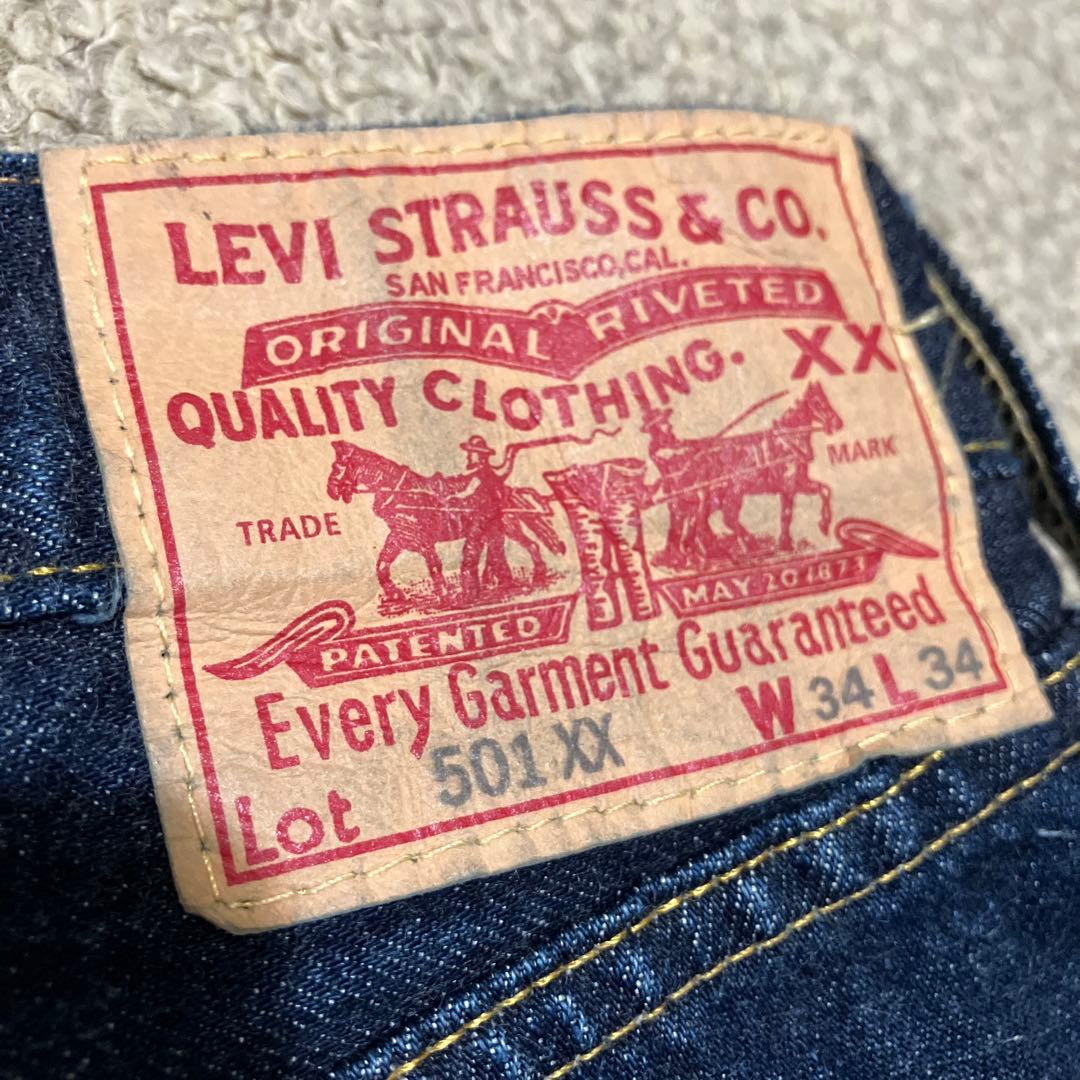 LEVI STRAUSS & CO.
SAN FRANCISCO, CAL.
ORIGINAL RIVETED
QUALITY CLOTHING. XX
TRADE MARK
PATENTED MAY 20 1873
Every Garment Guaranteed
Lot 501 XX W 34 L 34